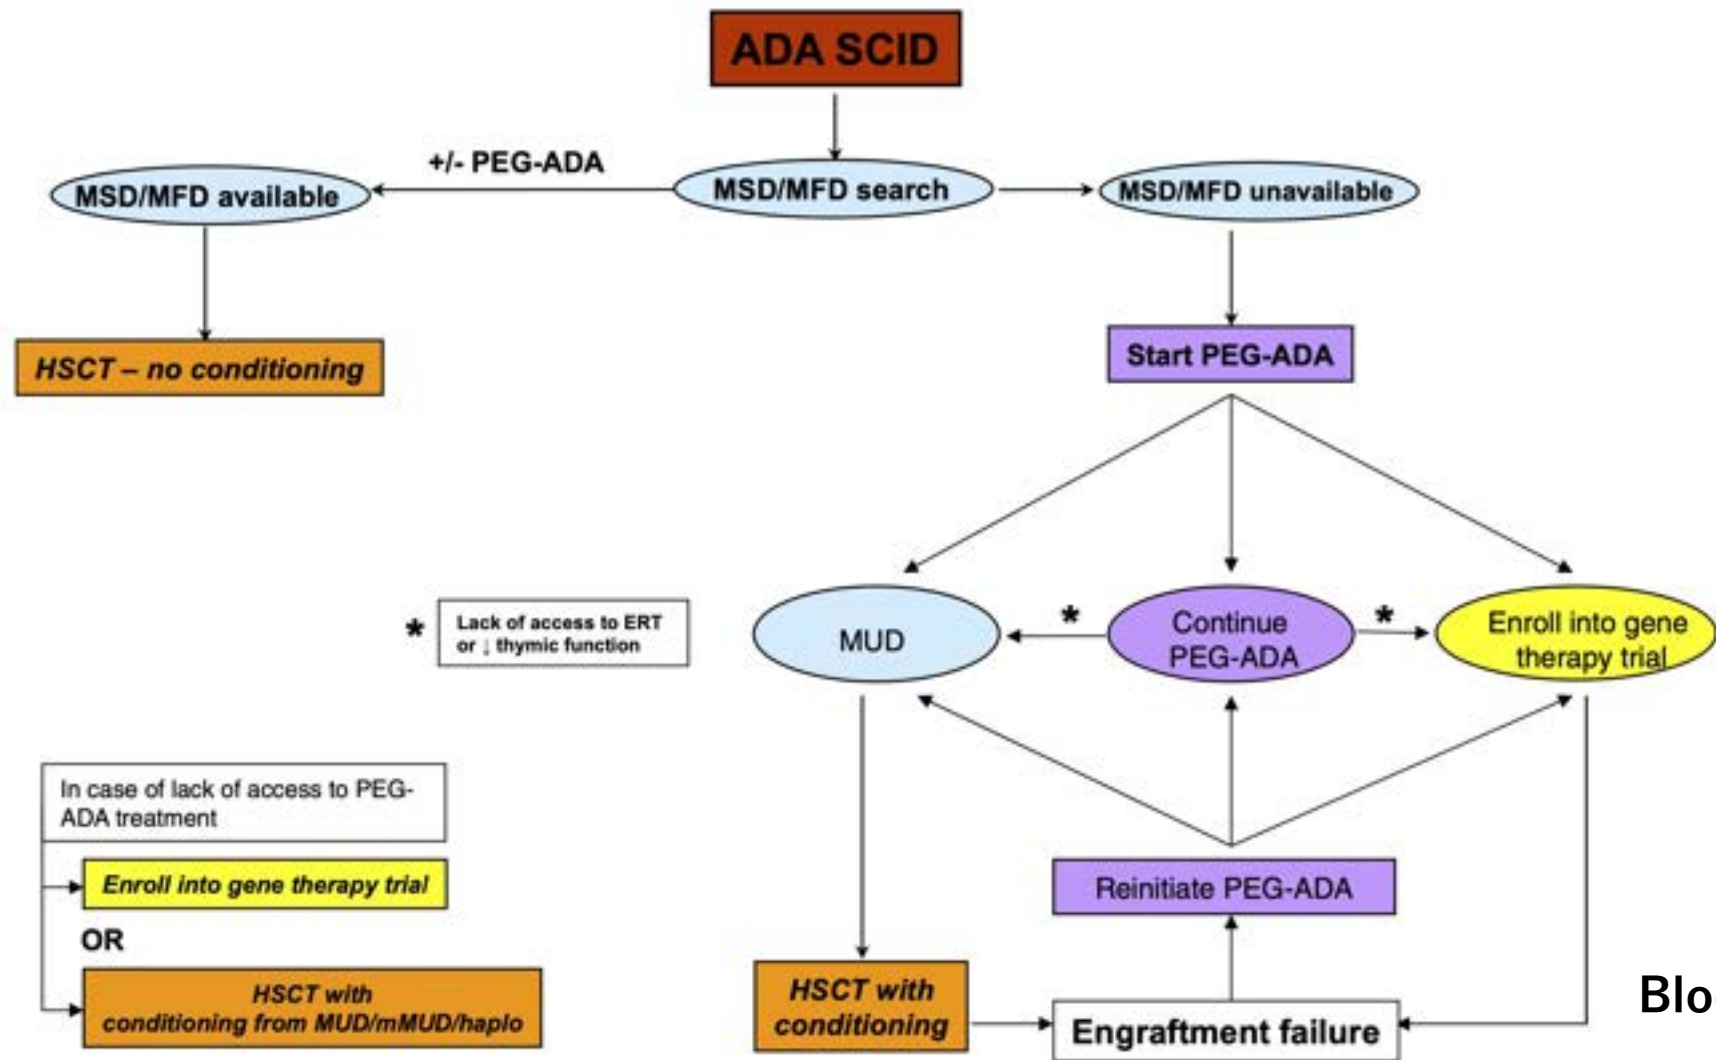 ADA SCID
+/- PEG-ADA
MSD/MFD available
MSD/MFD search
MSD/MFD unavailable
HSCT – no conditioning
Start PEG-ADA
*
Lack of access to ERT
or ↓ thymic function
MUD
*
Continue
PEG-ADA
*
Enroll into gene
therapy trial
In case of lack of access to PEG-
ADA treatment
Enroll into gene therapy trial
OR
HSCT with
conditioning from MUD/mMUD/haplo
Reinitiate PEG-ADA
HSCT with
conditioning
Engraftment failure